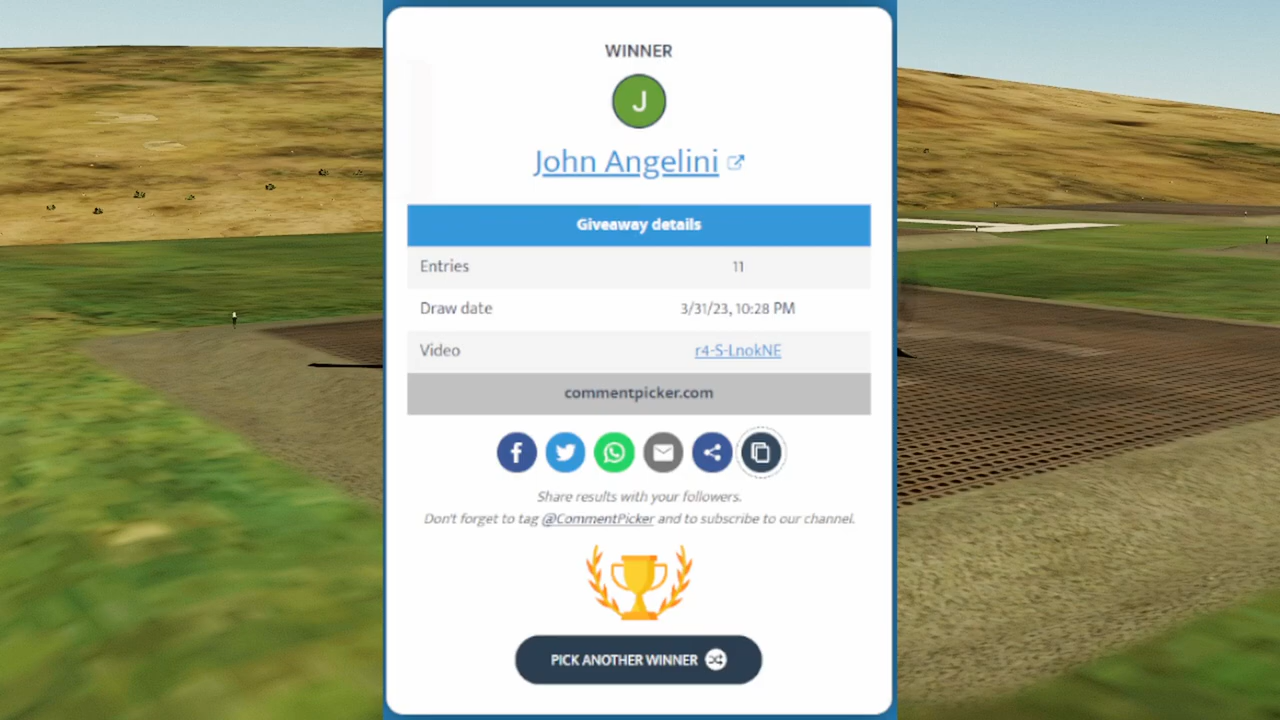 WINNER
J
John Angelini
Giveaway details
Entries 11
Draw date 3/31/23, 10:28 PM
Video r4-S-LnokNE
commentpicker.com
Share results with your followers.
Don't forget to tag @CommentPicker and to subscribe to our channel.
PICK ANOTHER WINNER